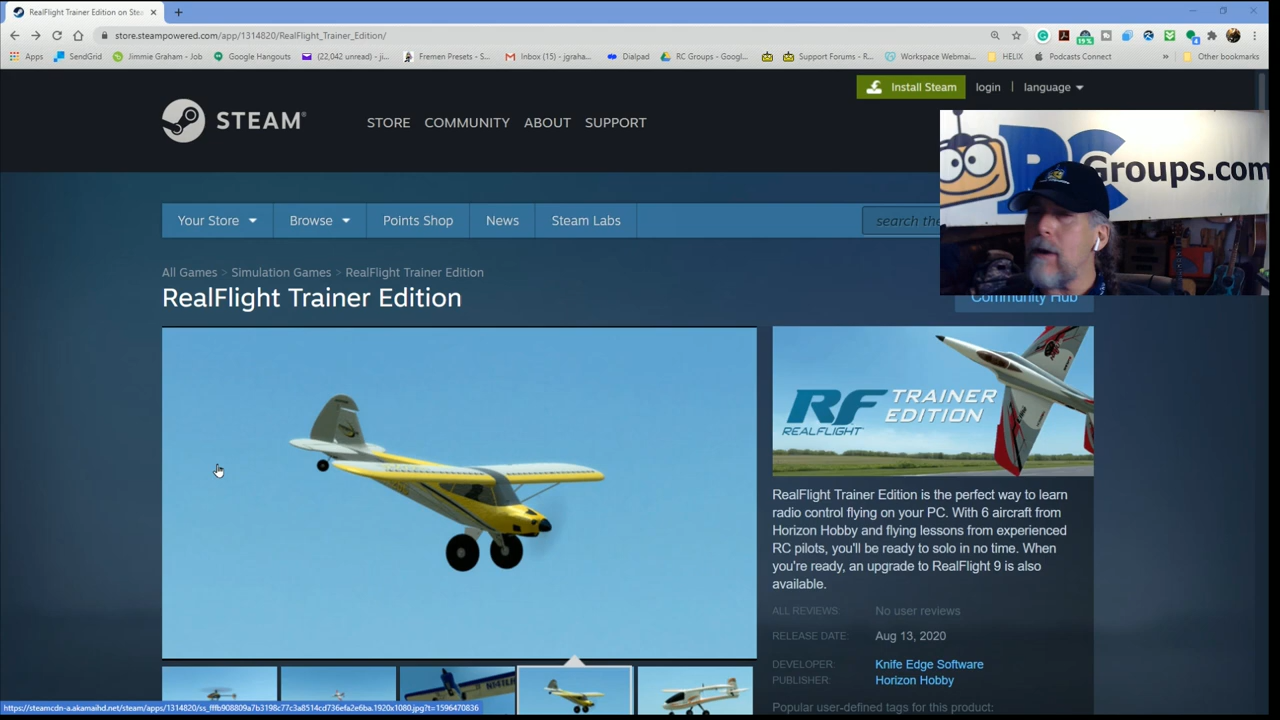 RealFlight Trainer Edition on Stea
store.steampowered.com/app/1314820/RealFlight_Trainer_Edition/
Apps
SendGrid
Jimmie Graham - Job
Google Hangouts
(22,042 unread) - ji...
Fremen Presets - S...
Inbox (15) - jgraha...
Dialpad
RC Groups - Googl...
Support Forums - R...
Workspace Webmai...
HELIX
Podcasts Connect
»
Other bookmarks
Install Steam
login
language
STEAM
STORE
COMMUNITY
ABOUT
SUPPORT
RCGroups.com
Your Store
Browse
Points Shop
News
Steam Labs
search the
All Games > Simulation Games > RealFlight Trainer Edition
RealFlight Trainer Edition
Community Hub
RF TRAINER EDITION
REALFLIGHT
RealFlight Trainer Edition is the perfect way to learn
radio control flying on your PC. With 6 aircraft from
Horizon Hobby and flying lessons from experienced
RC pilots, you'll be ready to solo in no time. When
you're ready, an upgrade to RealFlight 9 is also
available.
ALL REVIEWS: No user reviews
RELEASE DATE: Aug 13, 2020
DEVELOPER: Knife Edge Software
PUBLISHER: Horizon Hobby
Popular user-defined tags for this product: